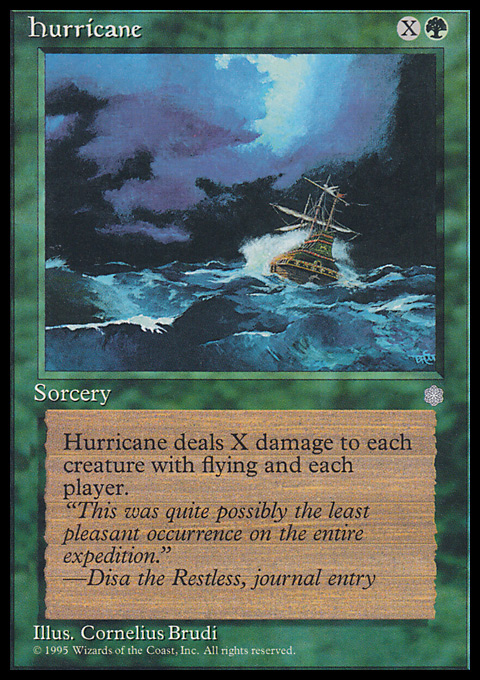 Hurricane X
Sorcery
Hurricane deals X damage to each
creature with flying and each
player.
“This was quite possibly the least
pleasant occurrence on the entire
expedition.”
—Disa the Restless, journal entry
Illus. Cornelius Brudi
© 1995 Wizards of the Coast, Inc. All rights reserved.